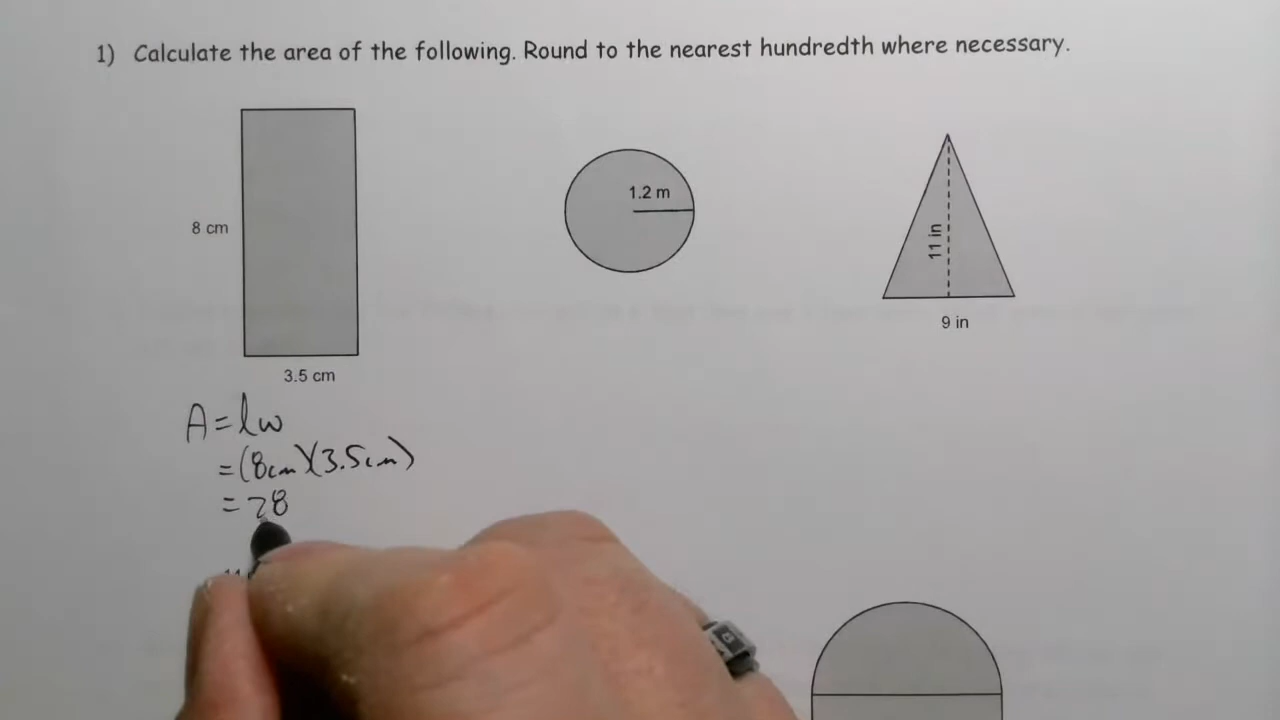 1) Calculate the area of the following. Round to the nearest hundredth where necessary.
1.2 m
11 in
8 cm
9 in
3.5 cm
A = lw
= (8cm)(3.5cm)
= 28